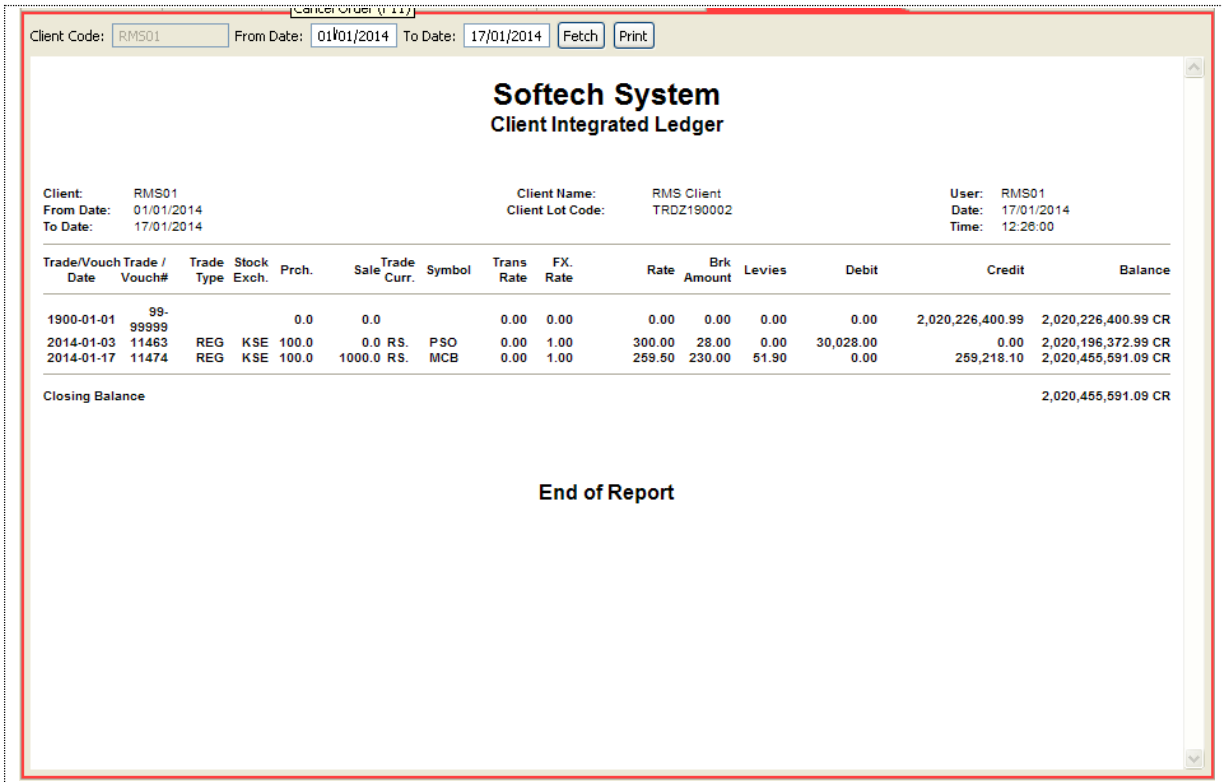 Cancel Order (F11)
Client Code: RMS01 From Date: 01/01/2014 To Date: 17/01/2014 Fetch Print
Softech System
Client Integrated Ledger
Client: RMS01 Client Name: RMS Client User: RMS01
From Date: 01/01/2014 Client Lot Code: TRDZ190002 Date: 17/01/2014
To Date: 17/01/2014 Time: 12:26:00
Trade/Vouch Trade / Trade Stock Prch. Sale Trade Symbol Trans FX. Rate Brk Levies Debit Credit Balance
Date Vouch# Type Exch. Curr. Rate Rate Amount
1900-01-01 99- 0.0 0.0 0.00 0.00 0.00 0.00 0.00 0.00 2,020,226,400.99 2,020,226,400.99 CR
99999
2014-01-03 11463 REG KSE 100.0 0.0 RS. PSO 0.00 1.00 300.00 28.00 0.00 30,028.00 0.00 2,020,196,372.99 CR
2014-01-17 11474 REG KSE 100.0 1000.0 RS. MCB 0.00 1.00 259.50 230.00 51.90 0.00 259,218.10 2,020,455,591.09 CR
Closing Balance 2,020,455,591.09 CR
End of Report